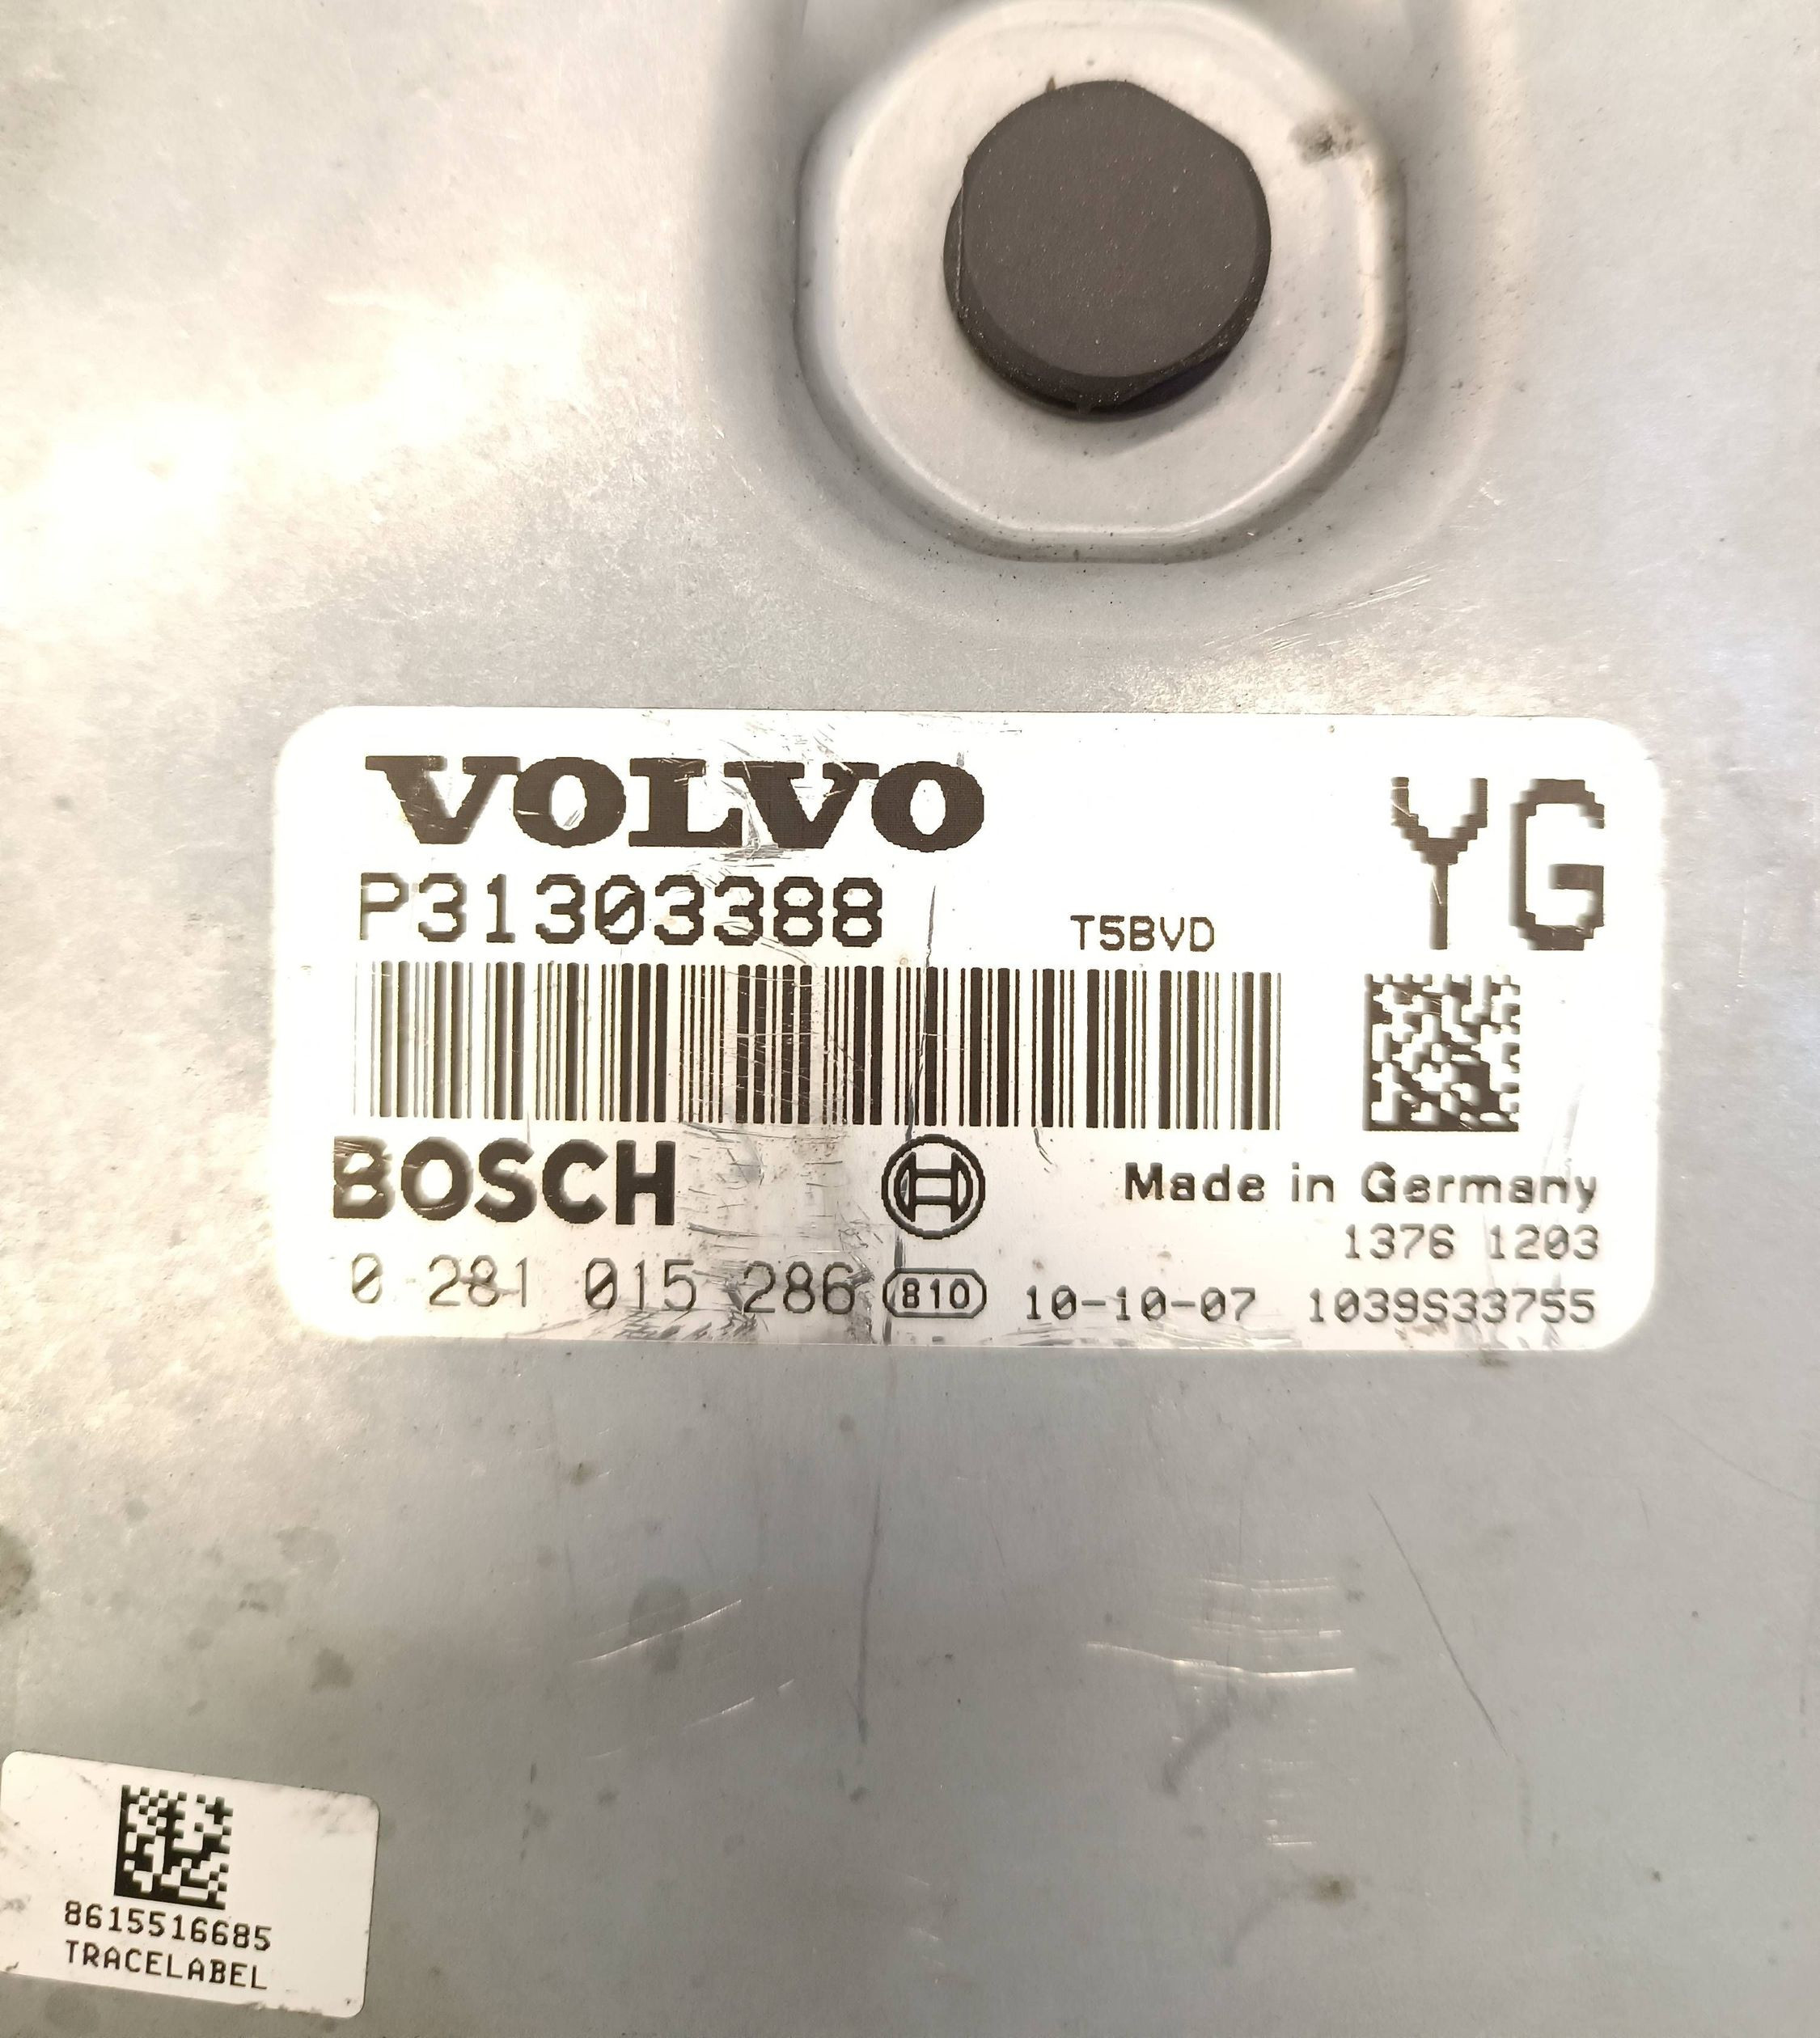 VOLVO
YG
P31303388
T5BVD
BOSCH
Made in Germany
1376 1203
0 281 015 286
810
10-10-07
1039S33755
8615516685
TRACELABEL